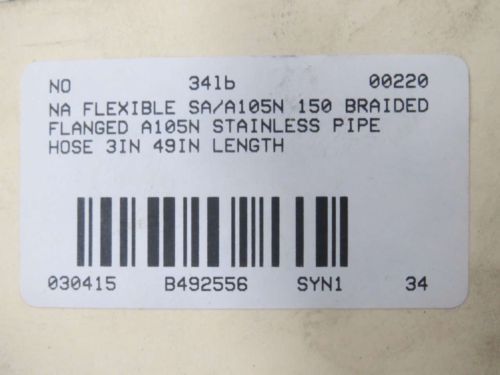 NO 34lb 00220
NA FLEXIBLE SA/A105N 150 BRAIDED
FLANGED A105N STAINLESS PIPE
HOSE 3IN 49IN LENGTH
030415 B492556 SYN1 34